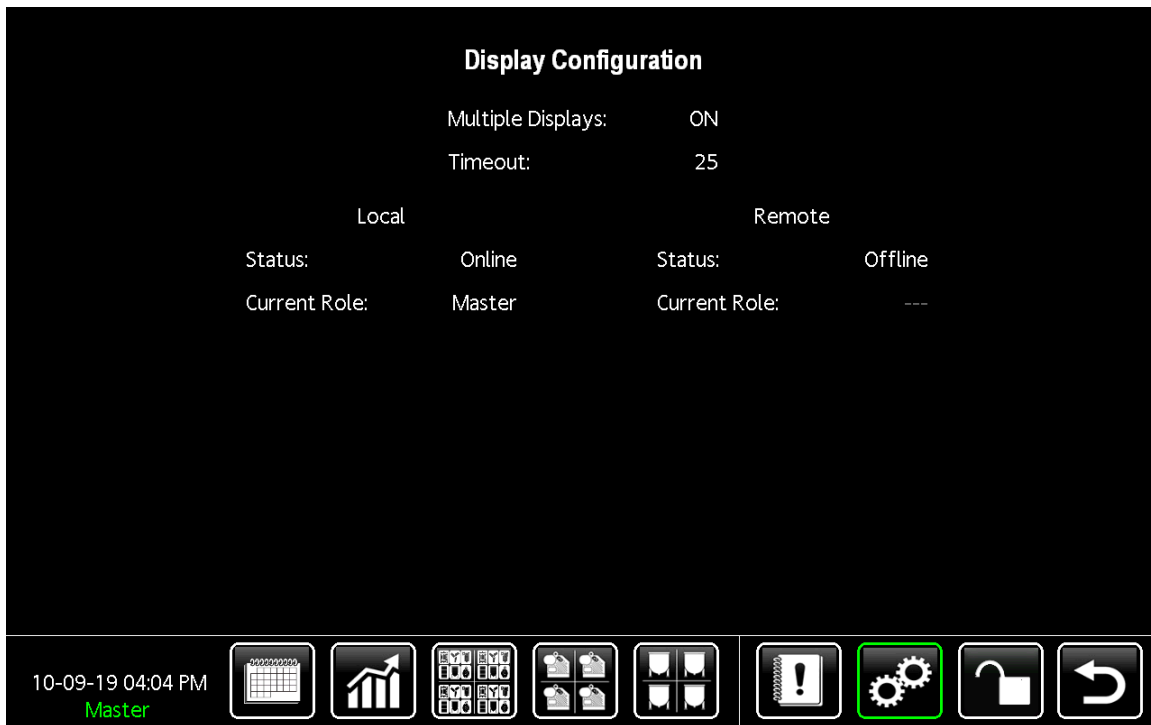 Display Configuration
Multiple Displays: ON
Timeout: 25
Local Remote
Status: Online Status: Offline
Current Role: Master Current Role: ---
10-09-19 04:04 PM
Master